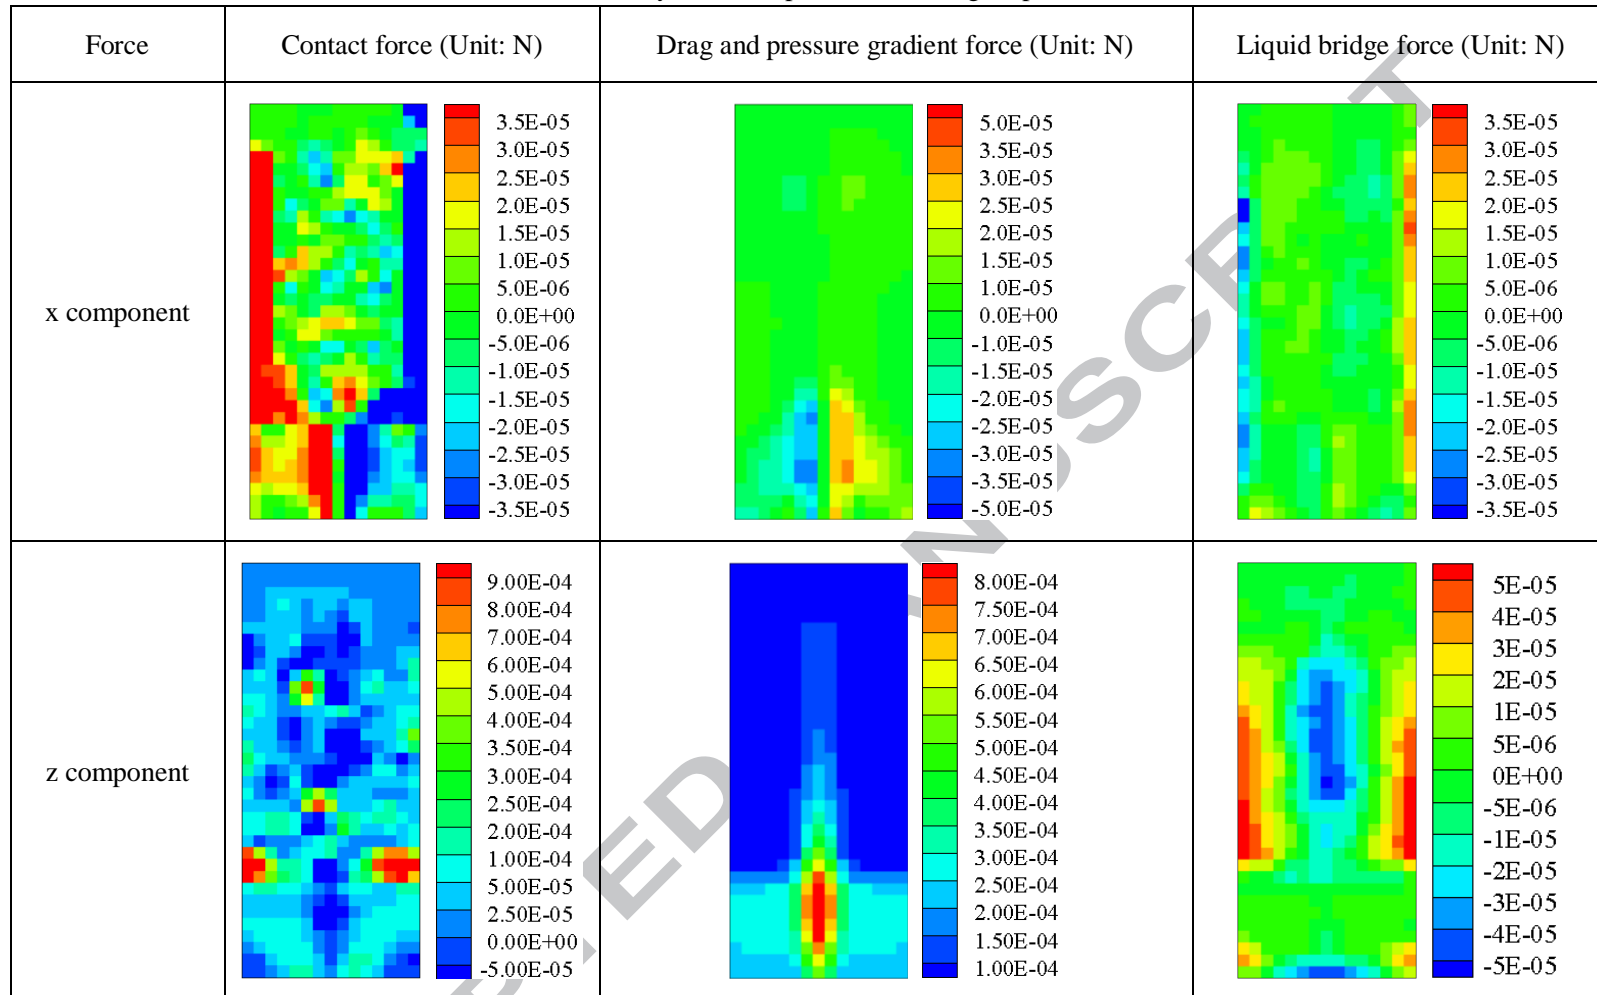 Force
Contact force (Unit: N)
Drag and pressure gradient force (Unit: N)
Liquid bridge force (Unit: N)
x component
3.5E-05
3.0E-05
2.5E-05
2.0E-05
1.5E-05
1.0E-05
5.0E-06
0.0E+00
-5.0E-06
-1.0E-05
-1.5E-05
-2.0E-05
-2.5E-05
-3.0E-05
-3.5E-05
5.0E-05
3.5E-05
3.0E-05
2.5E-05
2.0E-05
1.5E-05
1.0E-05
0.0E+00
-1.0E-05
-1.5E-05
-2.0E-05
-2.5E-05
-3.0E-05
-3.5E-05
-5.0E-05
3.5E-05
3.0E-05
2.5E-05
2.0E-05
1.5E-05
1.0E-05
5.0E-06
0.0E+00
-5.0E-06
-1.0E-05
-1.5E-05
-2.0E-05
-2.5E-05
-3.0E-05
-3.5E-05
z component
9.00E-04
8.00E-04
7.00E-04
6.00E-04
5.00E-04
4.00E-04
3.50E-04
3.00E-04
2.50E-04
2.00E-04
1.00E-04
5.00E-05
2.50E-05
0.00E+00
-5.00E-05
8.00E-04
7.50E-04
7.00E-04
6.50E-04
6.00E-04
5.50E-04
5.00E-04
4.50E-04
4.00E-04
3.50E-04
3.00E-04
2.50E-04
2.00E-04
1.50E-04
1.00E-04
5E-05
4E-05
3E-05
2E-05
1E-05
5E-06
0E+00
-5E-06
-1E-05
-2E-05
-3E-05
-4E-05
-5E-05